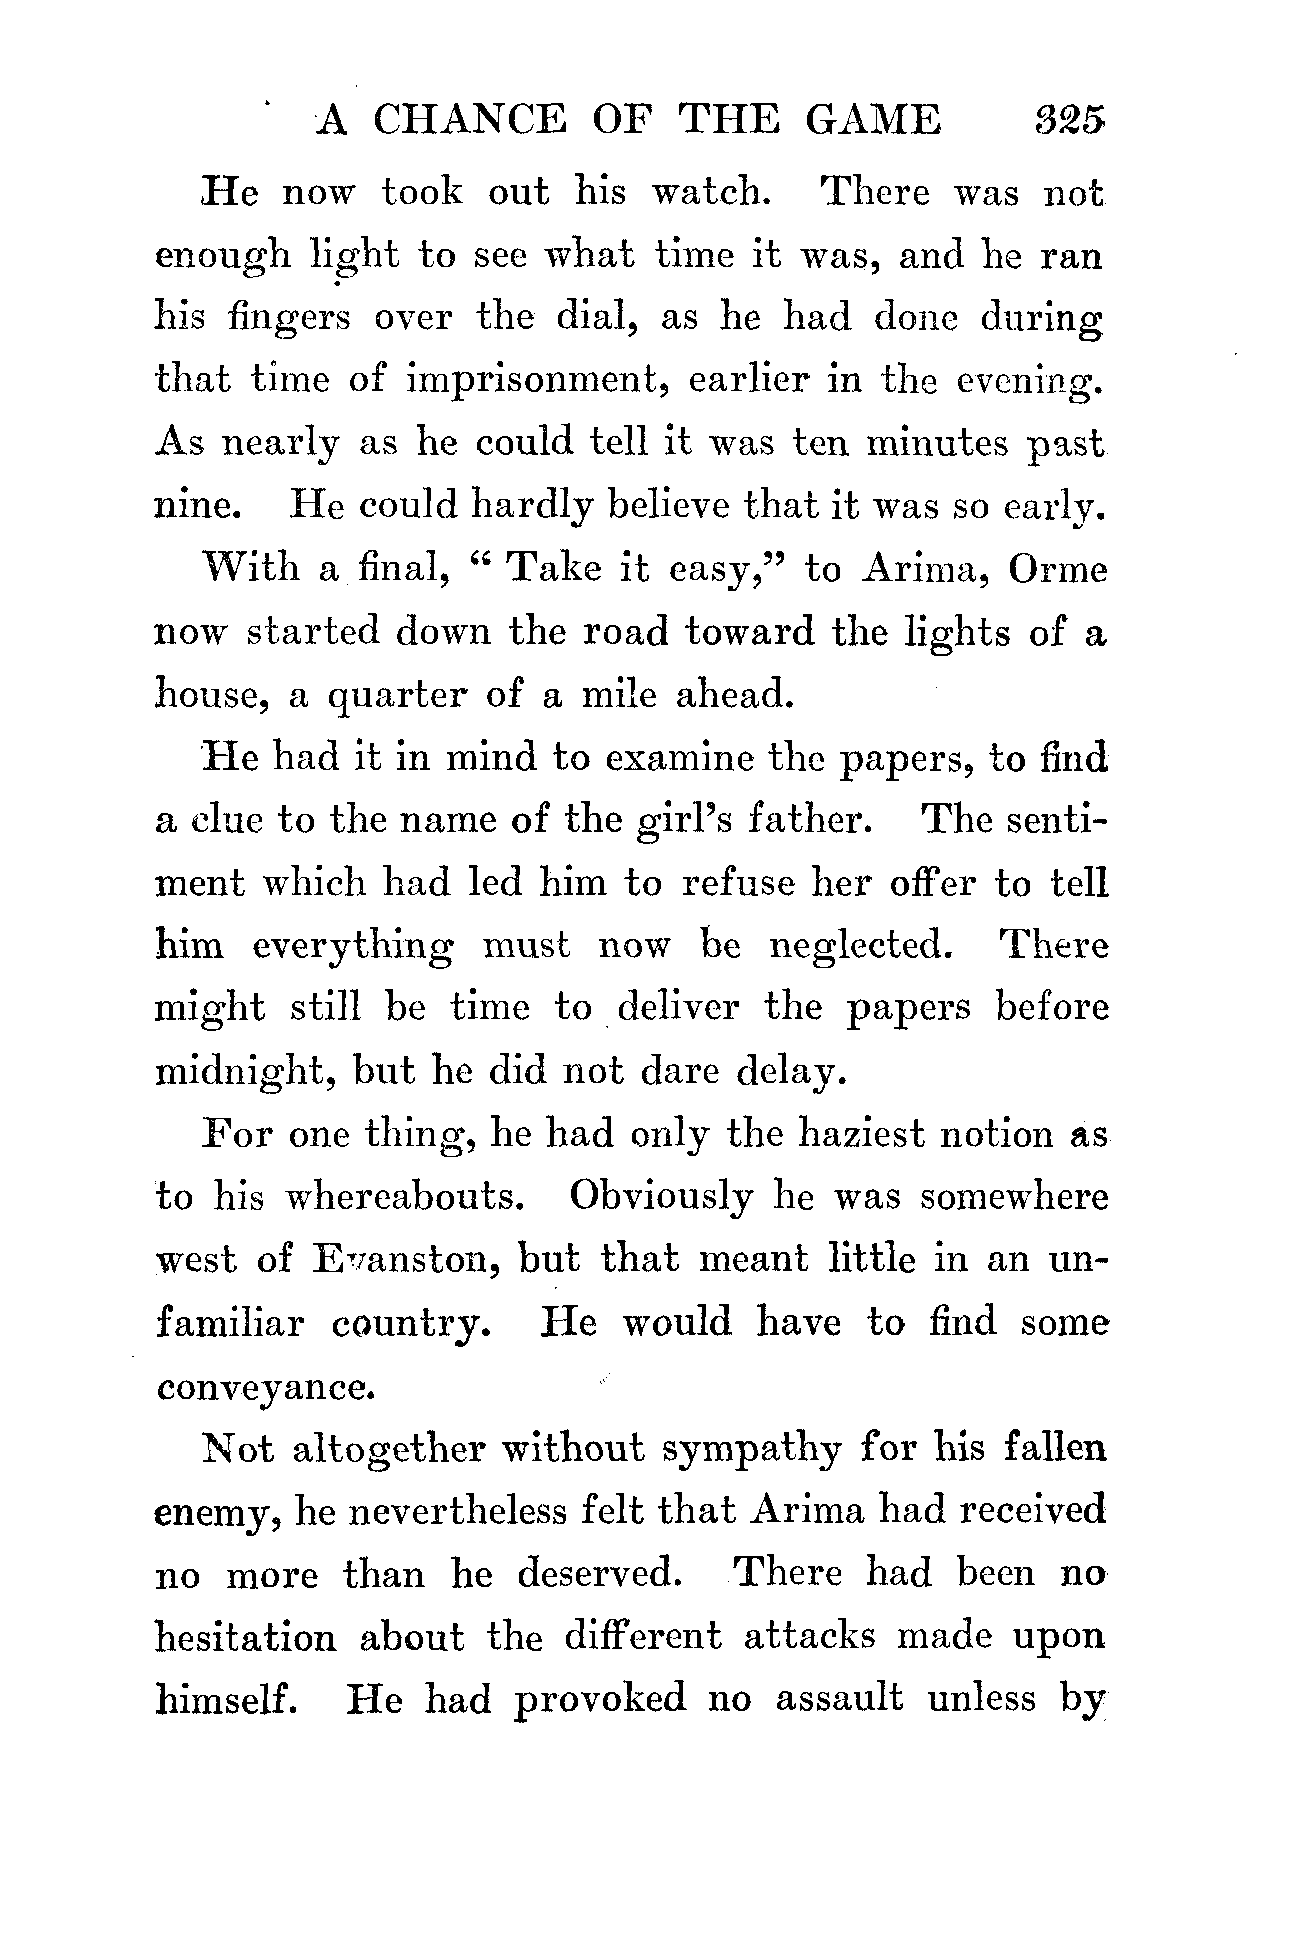 A CHANCE OF THE GAME 325
He now took out his watch. There was not
enough light to see what time it was, and he ran
his fingers over the dial, as he had done during
that time of imprisonment, earlier in the evening.
As nearly as he could tell it was ten minutes past
nine. He could hardly believe that it was so early.
With a final, “ Take it easy,” to Arima, Orme
now started down the road toward the lights of a
house, a quarter of a mile ahead.
He had it in mind to examine the papers, to find
a clue to the name of the girl’s father. The senti-
ment which had led him to refuse her offer to tell
him everything must now be neglected. There
might still be time to deliver the papers before
midnight, but he did not dare delay.
For one thing, he had only the haziest notion as
to his whereabouts. Obviously he was somewhere
west of Evanston, but that meant little in an un-
familiar country. He would have to find some
conveyance.
Not altogether without sympathy for his fallen
enemy, he nevertheless felt that Arima had received
no more than he deserved. There had been no
hesitation about the different attacks made upon
himself. He had provoked no assault unless by